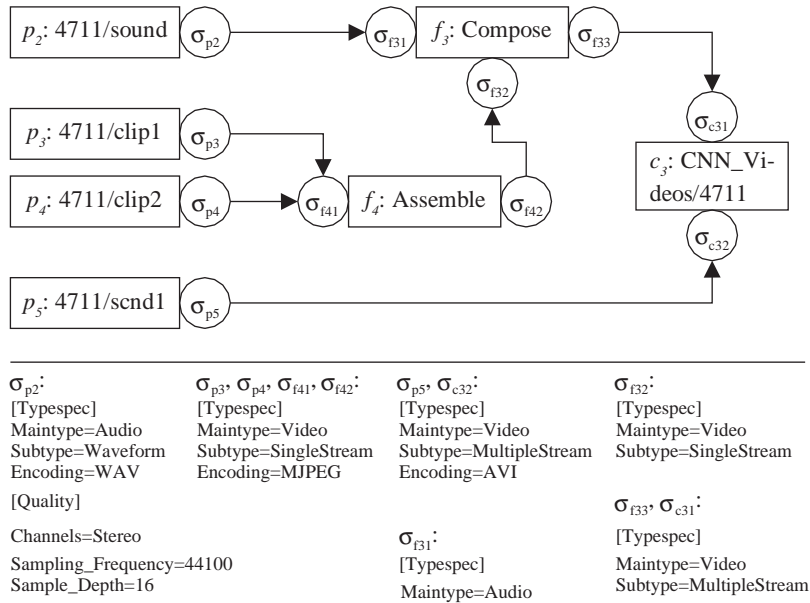 p2: 4711/sound
σp2
σf31
f3: Compose
σf33
σf32
p3: 4711/clip1
σp3
σc31
c3: CNN_Vi-
deos/4711
p4: 4711/clip2
σp4
σf41
f4: Assemble
σf42
σc32
p5: 4711/scnd1
σp5
σp2:
[Typespec]
Maintype=Audio
Subtype=Waveform
Encoding=WAV
[Quality]
Channels=Stereo
Sampling_Frequency=44100
Sample_Depth=16
σp3, σp4, σf41, σf42:
[Typespec]
Maintype=Video
Subtype=SingleStream
Encoding=MJPEG
σp5, σc32:
[Typespec]
Maintype=Video
Subtype=MultipleStream
Encoding=AVI
σf31:
[Typespec]
Maintype=Audio
σf32:
[Typespec]
Maintype=Video
Subtype=SingleStream
σf33, σc31:
[Typespec]
Maintype=Video
Subtype=MultipleStream